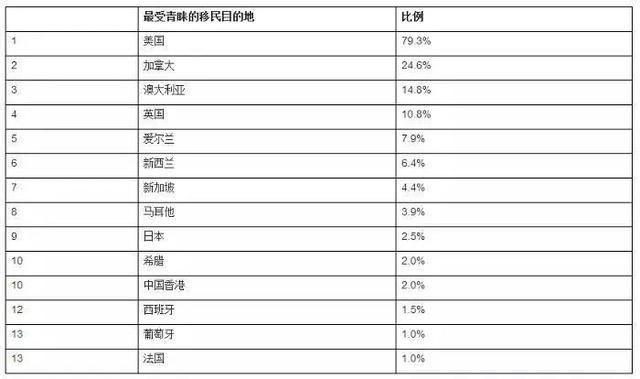 最受青睐的移民目的地 比例
1 美国 79.3%
2 加拿大 24.6%
3 澳大利亚 14.8%
4 英国 10.8%
5 爱尔兰 7.9%
6 新西兰 6.4%
7 新加坡 4.4%
8 马耳他 3.9%
9 日本 2.5%
10 希腊 2.0%
10 中国香港 2.0%
12 西班牙 1.5%
13 葡萄牙 1.0%
13 法国 1.0%